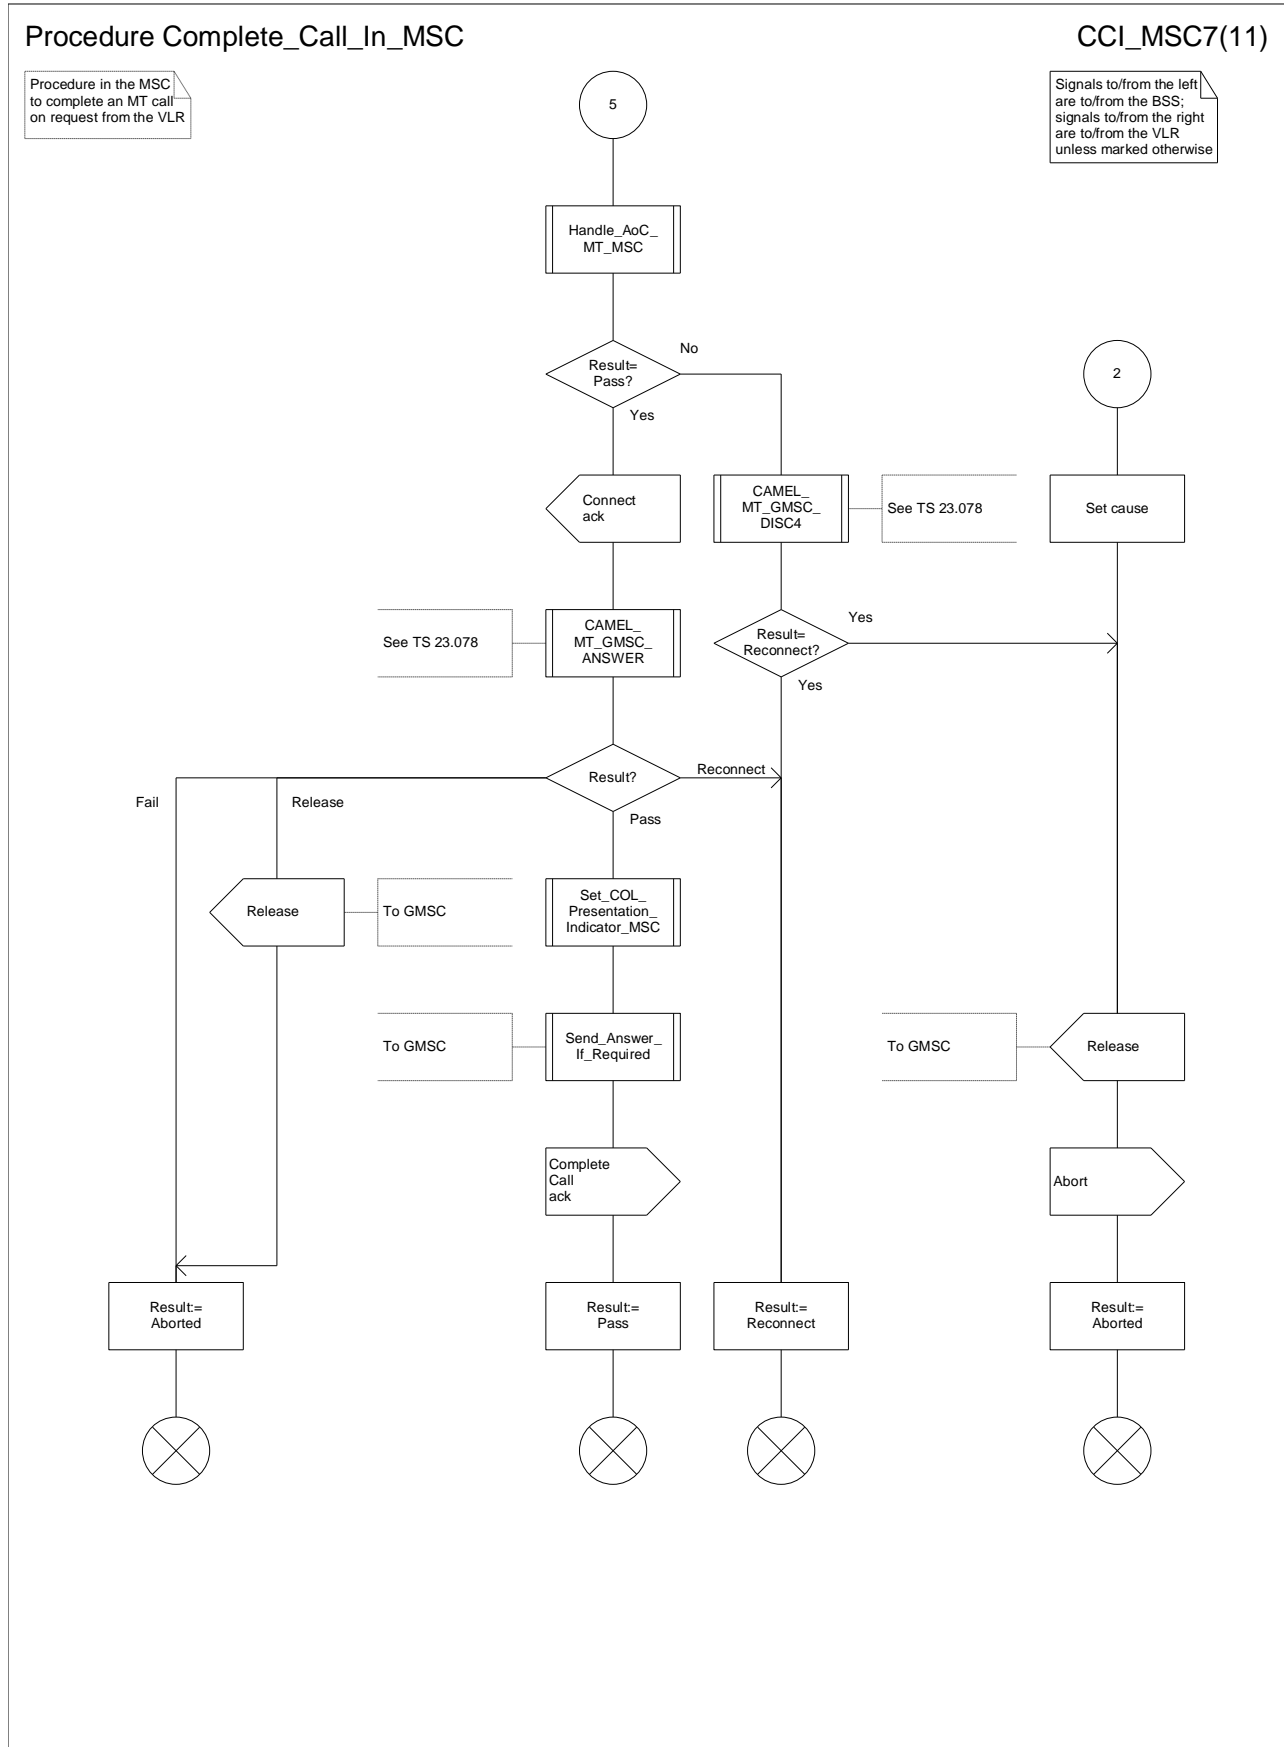 Procedure Complete_Call_In_MSC
CCI_MSC7(11)
Procedure in the MSC
to complete an MT call
on request from the VLR
5
Signals to/from the left
are to/from the BSS;
signals to/from the right
are to/from the VLR
unless marked otherwise
Handle_AoC_
MT_MSC
Result=
Pass?
No
Yes
2
Connect
ack
CAMEL_
MT_GMSC_
DISC4
See TS 23.078
Set cause
See TS 23.078
CAMEL_
MT_GMSC_
ANSWER
Result=
Reconnect?
Yes
Yes
Result?
Reconnect
Fail
Release
Pass
Release
To GMSC
Set_COL_
Presentation_
Indicator_MSC
To GMSC
Send_Answer_
If_Required
To GMSC
Release
Complete
Call
ack
Abort
Result:=
Aborted
Result:=
Pass
Result:=
Reconnect
Result:=
Aborted